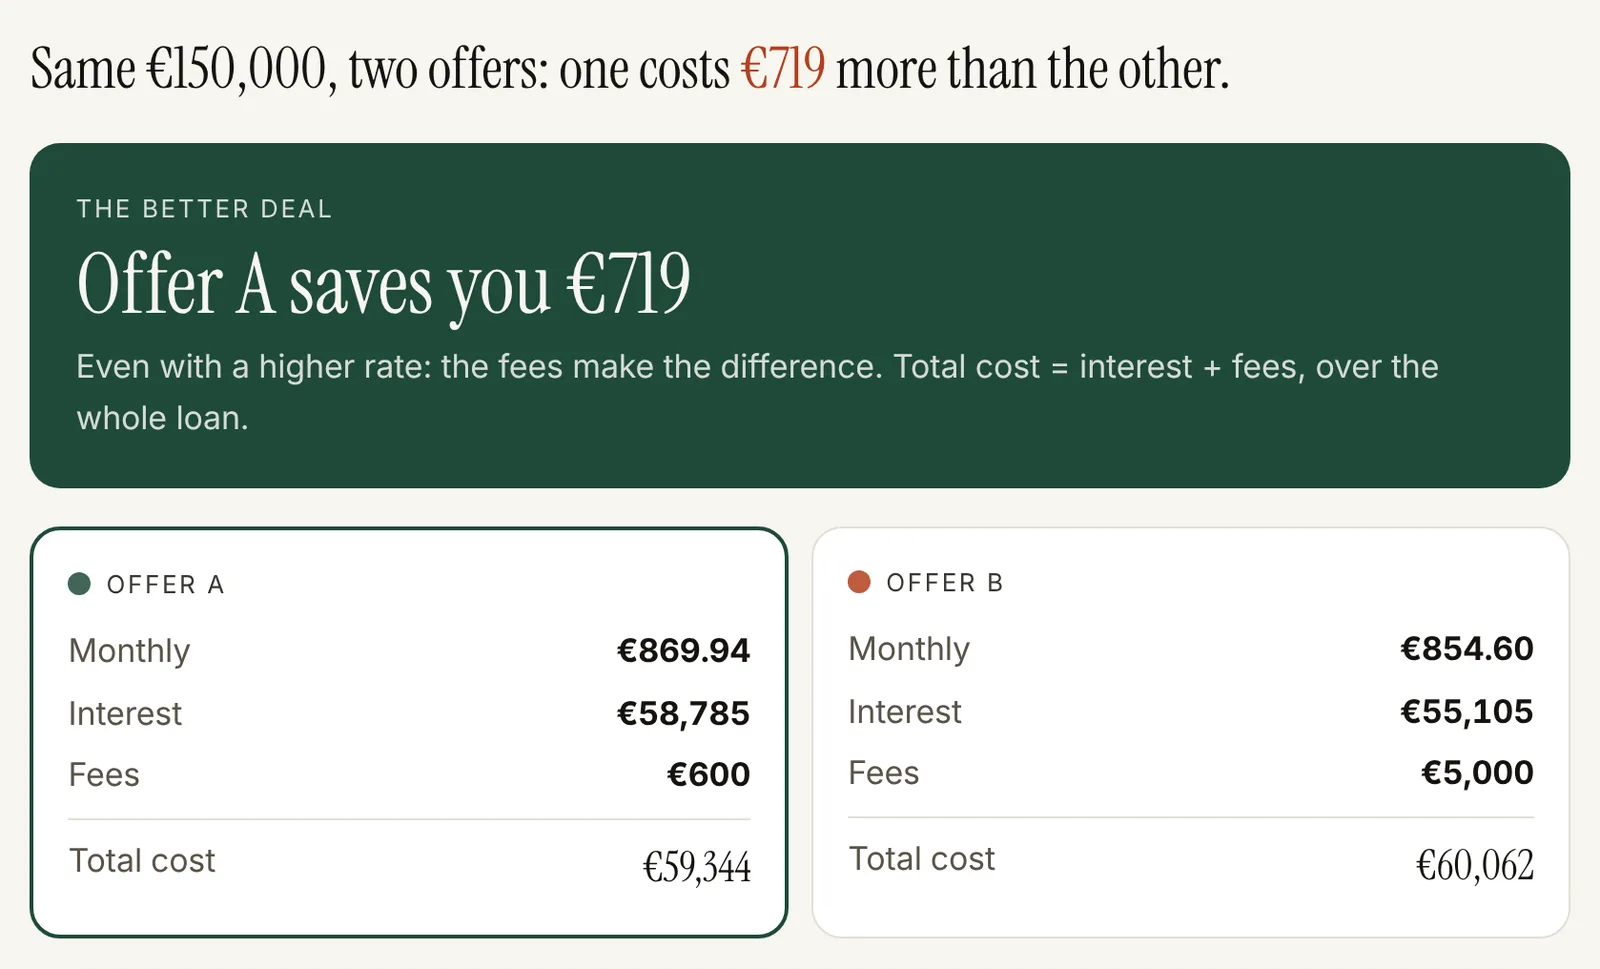 Same €150,000, two offers: one costs €719 more than the other.
THE BETTER DEAL
Offer A saves you €719
Even with a higher rate: the fees make the difference. Total cost = interest + fees, over the
whole loan.
OFFER A
Monthly €869.94
Interest €58,785
Fees €600
Total cost €59,344
OFFER B
Monthly €854.60
Interest €55,105
Fees €5,000
Total cost €60,062